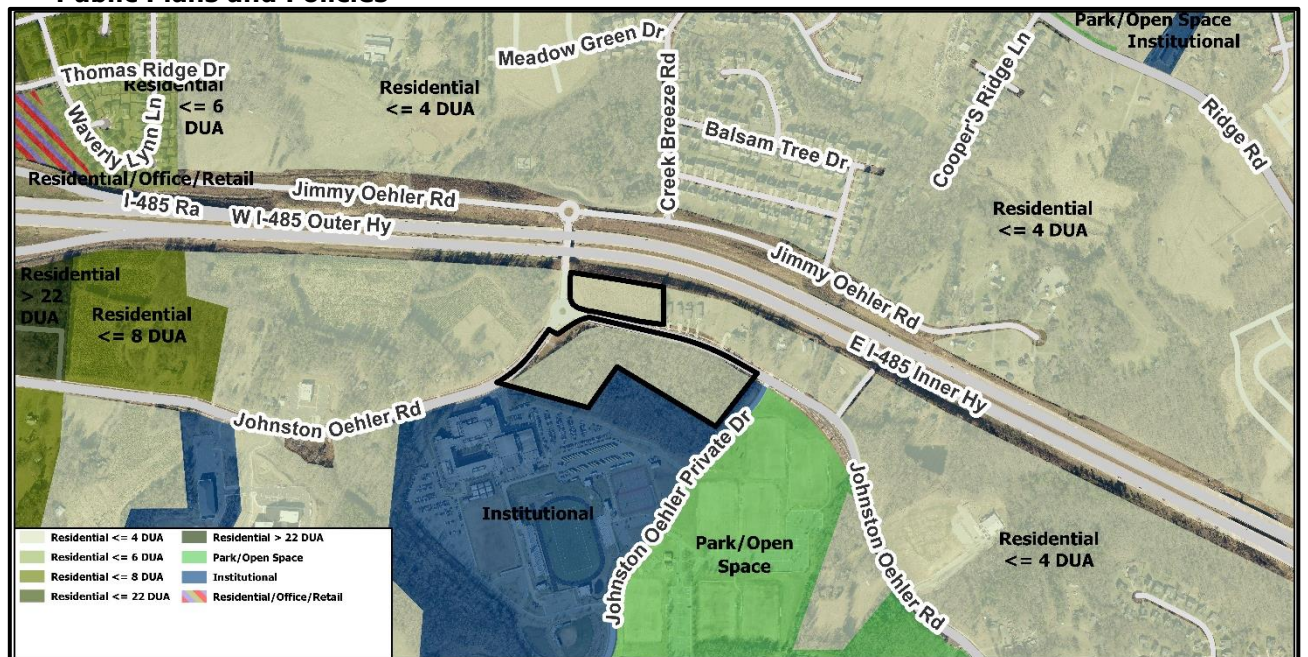 Public Plans and Policies
Meadow Green Dr
Park/Open Space
Institutional
Thomas Ridge Dr
Residential
<= 6
DUA
Residential
<= 4 DUA
Waverly Lynn Ln
Creek Breeze Rd
Balsam Tree Dr
Cooper'S Ridge Ln
Ridge Rd
Residential/Office/Retail
Jimmy Oehler Rd
I-485 Ra
W I-485 Outer Hy
Residential
<= 4 DUA
Jimmy Oehler Rd
Residential
> 22
DUA
Residential
<= 8 DUA
E I-485 Inner Hy
Johnston Oehler Rd
Johnston Oehler Private Dr
Johnston Oehler Rd
Institutional
Park/Open
Space
Residential
<= 4 DUA
Residential <= 4 DUA
Residential <= 6 DUA
Residential <= 8 DUA
Residential <= 22 DUA
Residential > 22 DUA
Park/Open Space
Institutional
Residential/Office/Retail